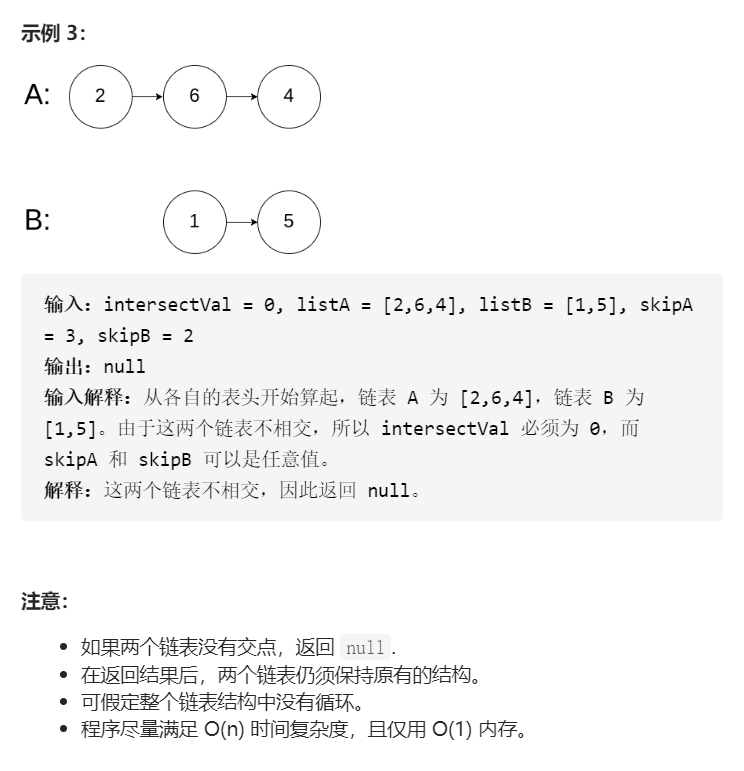 示例 3：
A: 2 6 4
B: 1 5
输入：intersectVal = 0, listA = [2,6,4], listB = [1,5], skipA
= 3, skipB = 2
输出：null
输入解释：从各自的表头开始算起，链表 A 为 [2,6,4]，链表 B 为
[1,5]。由于这两个链表不相交，所以 intersectVal 必须为 0，而
skipA 和 skipB 可以是任意值。
解释：这两个链表不相交，因此返回 null。
注意：
• 如果两个链表没有交点，返回 null.
• 在返回结果后，两个链表仍须保持原有的结构。
• 可假定整个链表结构中没有循环。
• 程序尽量满足 O(n) 时间复杂度，且仅用 O(1) 内存。